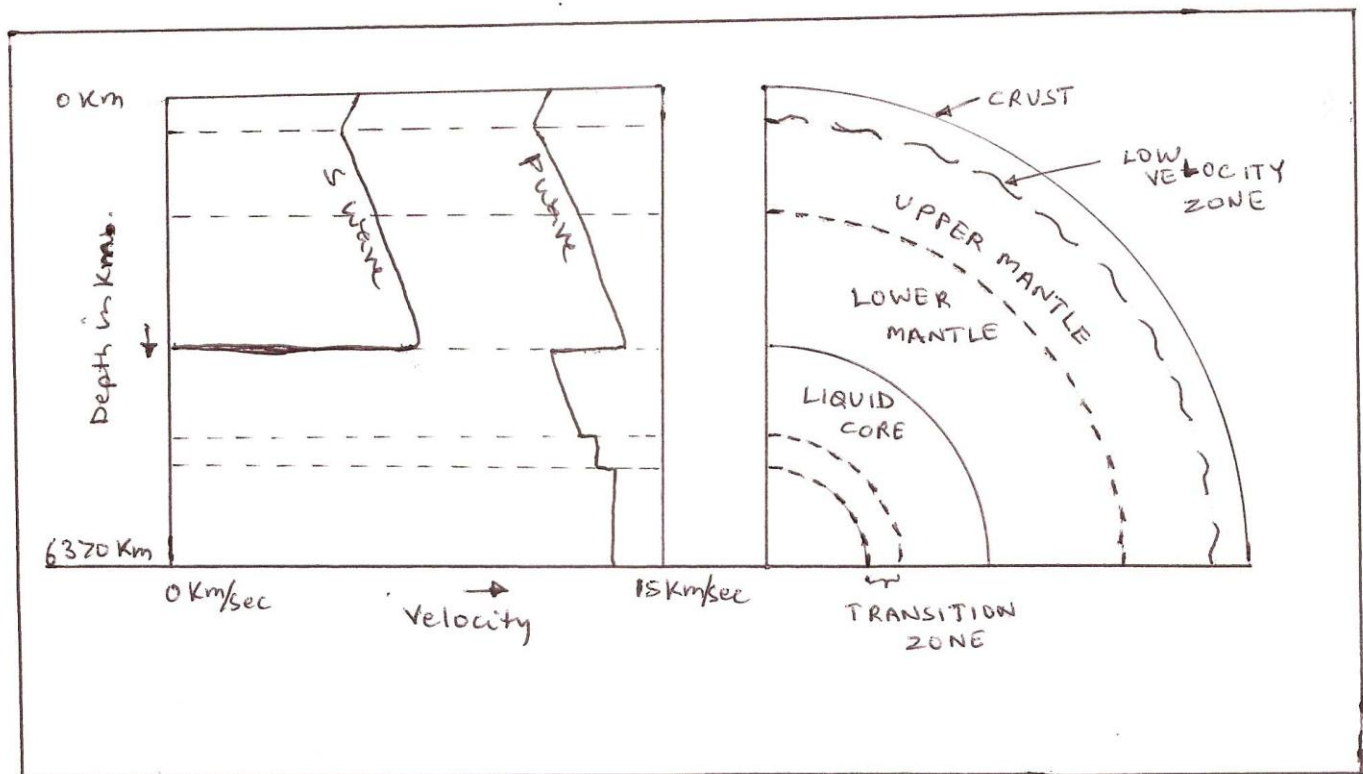 0 Km
Depth in Kms.
6370 Km
S wave
P wave
0 Km/sec
Velocity
15 Km/sec
CRUST
LOW
VELOCITY
ZONE
UPPER MANTLE
LOWER
MANTLE
LIQUID
CORE
TRANSITION
ZONE